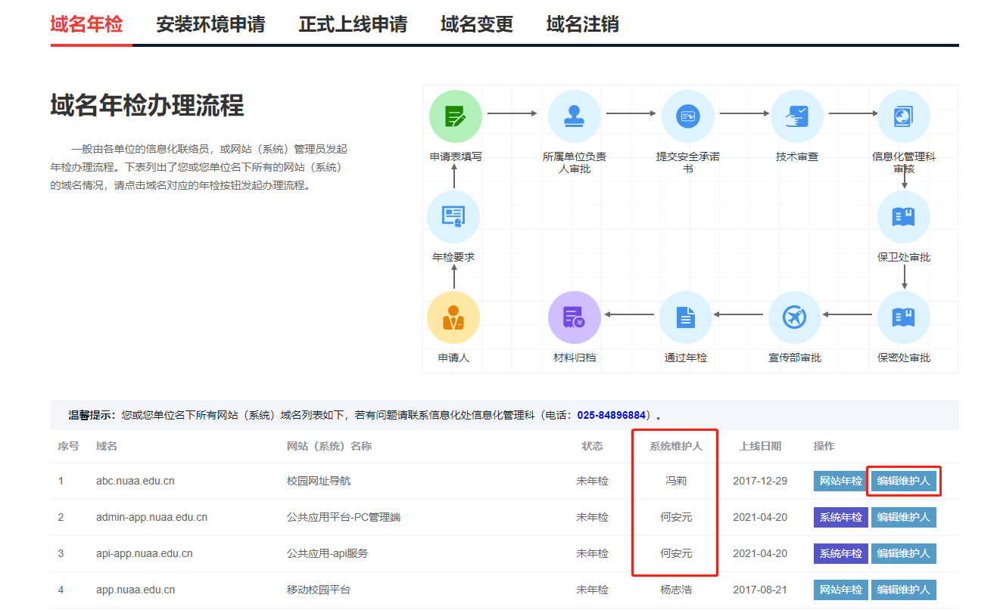 域名年检 安装环境申请 正式上线申请 域名变更 域名注销
域名年检办理流程
一般由各单位的信息化联络员，或网站（系统）管理员发起
年检办理流程。下表列出了您或您单位名下所有的网站（系统）
的域名情况，请点击域名对应的年检按钮发起办理流程。
申请表填写
所属单位负责
人审批
提交安全承诺
书
技术审查
信息化管理科
审核
年检要求
保卫处审批
申请人
材料归档
通过年检
宣传部审批
保密处审批
温馨提示：您或您单位名下所有网站（系统）域名列表如下，若有问题请联系信息化处信息化管理科（电话：025-84896884）。
序号 域名 网站（系统）名称 状态 系统维护人 上线日期 操作
1 abc.nuaa.edu.cn 校园网址导航 未年检 冯莉 2017-12-29 网站年检 编辑维护人
2 admin-app.nuaa.edu.cn 公共应用平台-PC管理端 未年检 何安元 2021-04-20 系统年检 编辑维护人
3 api-app.nuaa.edu.cn 公共应用-api服务 未年检 何安元 2021-04-20 系统年检 编辑维护人
4 app.nuaa.edu.cn 移动校园平台 未年检 杨志浩 2017-08-21 网站年检 编辑维护人